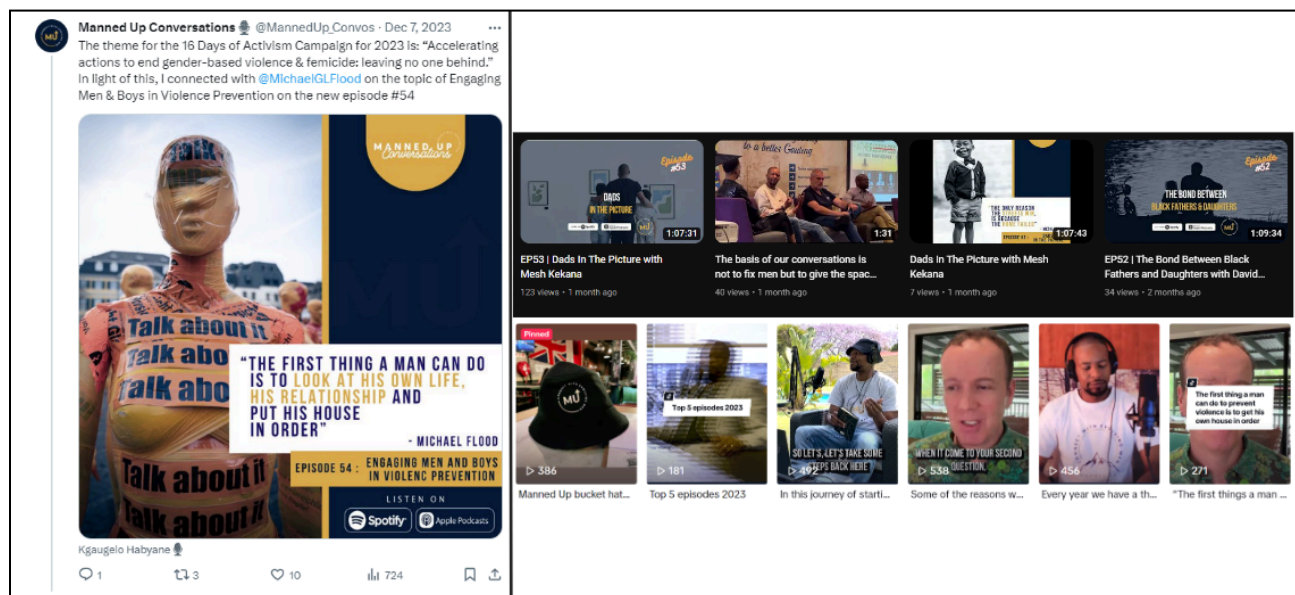 Manned Up Conversations @MannedUp_Convos · Dec 7, 2023
The theme for the 16 Days of Activism Campaign for 2023 is: “Accelerating
actions to end gender-based violence & femicide: leaving no one behind.”
In light of this, I connected with @MichaelGLFlood on the topic of Engaging
Men & Boys in Violence Prevention on the new episode #54
MANNED UP
Conversations
Talk
about it
Talk about it
Talk abo
Talk abo
Talk abo
Talk about it
Talk about it
“THE FIRST THING A MAN CAN DO
IS TO LOOK AT HIS OWN LIFE,
HIS RELATIONSHIP AND
PUT HIS HOUSE
IN ORDER”
- MICHAEL FLOOD
EPISODE 54 : ENGAGING MEN AND BOYS
IN VIOLENC PREVENTION
LISTEN ON
Spotify
Apple Podcasts
Kgaugelo Habyane
1
3
10
724
Episode
#53
DADS
IN THE PICTURE
1:07:31
EP53 | Dads In The Picture with
Mesh Kekana
123 views • 1 month ago
to a better Gauteng
1:31
The basis of our conversations is
not to fix men but to give the spac...
40 views • 1 month ago
1:07:43
Dads In The Picture with Mesh
Kekana
7 views • 1 month ago
Episode
#52
THE BOND BETWEEN
BLACK FATHERS & DAUGHTERS
1:09:34
EP52 | The Bond Between Black
Fathers and Daughters with David...
34 views • 2 months ago
Pinned
MU
386
Manned Up bucket hat...
Top 5 episodes 2023
181
Top 5 episodes 2023
SO LET'S, LET'S TAKE SOME
STEPS BACK HERE
492
In this journey of starti...
WHEN IT COME TO YOUR SECOND
QUESTION,
538
Some of the reasons w...
456
Every year we have a th...
The first thing a man
can do to prevent
violence is to get his
own house in order
271
"The first things a man ...